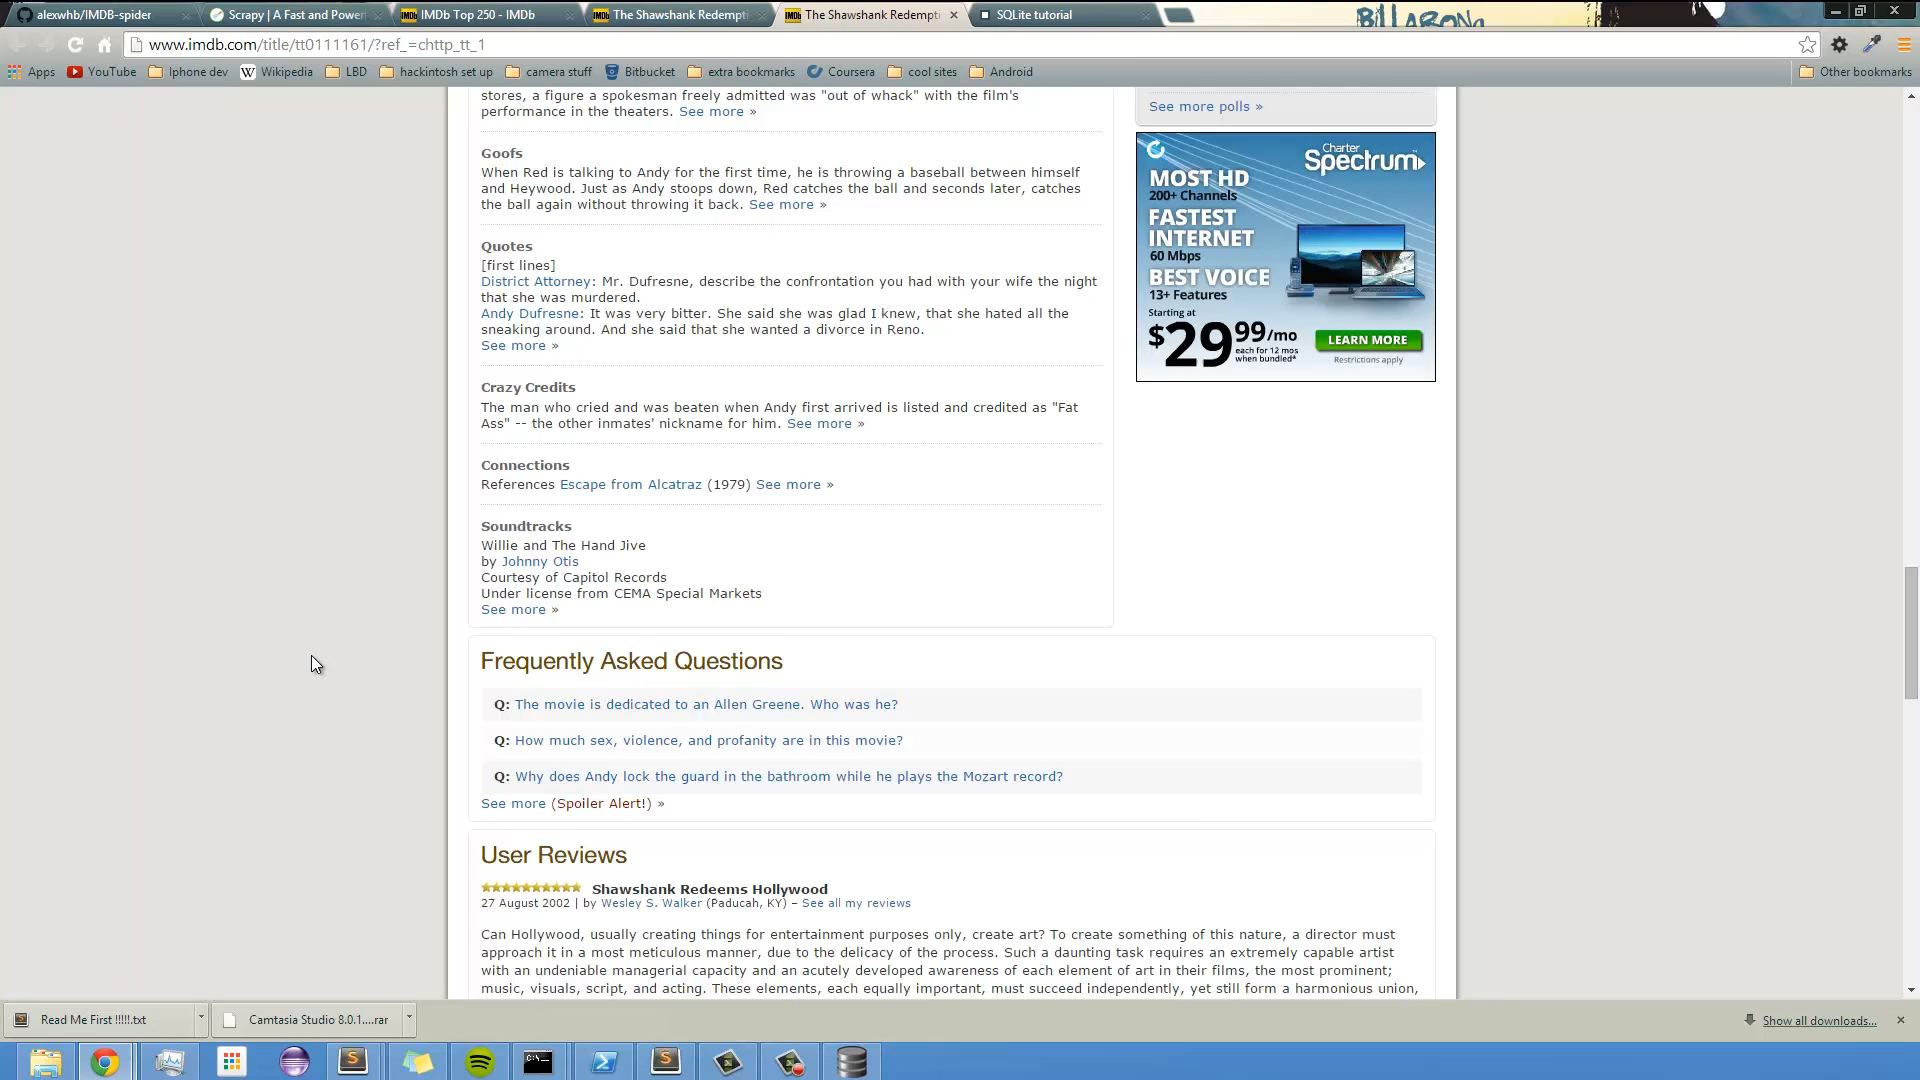 alexwhb/IMDB-spider
Scrapy | A Fast and Power
IMDb Top 250 - IMDb
The Shawshank Redempti
The Shawshank Redempti
SQLite tutorial
BILLABONG
www.imdb.com/title/tt0111161/?ref_=chttp_tt_1
Apps
YouTube
Iphone dev
Wikipedia
LBD
hackintosh set up
camera stuff
Bitbucket
extra bookmarks
Coursera
cool sites
Android
Other bookmarks
stores, a figure a spokesman freely admitted was "out of whack" with the film's
performance in the theaters. See more »
Goofs
When Red is talking to Andy for the first time, he is throwing a baseball between himself
and Heywood. Just as Andy stoops down, Red catches the ball and seconds later, catches
the ball again without throwing it back. See more »
Quotes
[first lines]
District Attorney: Mr. Dufresne, describe the confrontation you had with your wife the night
that she was murdered.
Andy Dufresne: It was very bitter. She said she was glad I knew, that she hated all the
sneaking around. And she said that she wanted a divorce in Reno.
See more »
Crazy Credits
The man who cried and was beaten when Andy first arrived is listed and credited as "Fat
Ass" -- the other inmates' nickname for him. See more »
Connections
References Escape from Alcatraz (1979) See more »
Soundtracks
Willie and The Hand Jive
by Johnny Otis
Courtesy of Capitol Records
Under license from CEMA Special Markets
See more »
See more polls »
Charter
Spectrum
MOST HD
200+ Channels
FASTEST
INTERNET
60 Mbps
BEST VOICE
13+ Features
Starting at
$29 99/mo
each for 12 mos
when bundled*
LEARN MORE
Restrictions apply
Frequently Asked Questions
Q: The movie is dedicated to an Allen Greene. Who was he?
Q: How much sex, violence, and profanity are in this movie?
Q: Why does Andy lock the guard in the bathroom while he plays the Mozart record?
See more (Spoiler Alert!) »
User Reviews
Shawshank Redeems Hollywood
27 August 2002 | by Wesley S. Walker (Paducah, KY) – See all my reviews
Can Hollywood, usually creating things for entertainment purposes only, create art? To create something of this nature, a director must
approach it in a most meticulous manner, due to the delicacy of the process. Such a daunting task requires an extremely capable artist
with an undeniable managerial capacity and an acutely developed awareness of each element of art in their films, the most prominent;
music, visuals, script, and acting. These elements, each equally important, must succeed independently, yet still form a harmonious union,
Read Me First !!!!!.txt
Camtasia Studio 8.0.1....rar
Show all downloads...